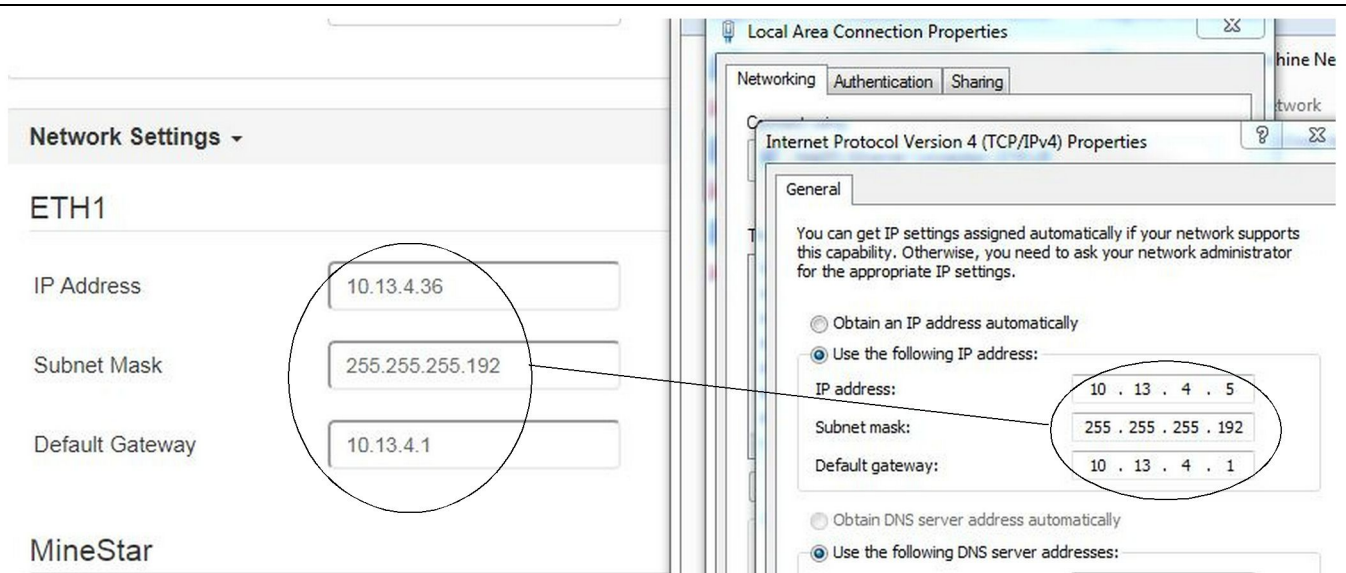 Network Settings
ETH1
IP Address
10.13.4.36
Subnet Mask
255.255.255.192
Default Gateway
10.13.4.1
MineStar
Local Area Connection Properties
hine Ne
twork
Networking
Authentication
Sharing
Internet Protocol Version 4 (TCP/IPv4) Properties
General
You can get IP settings assigned automatically if your network supports
this capability. Otherwise, you need to ask your network administrator
for the appropriate IP settings.
Obtain an IP address automatically
Use the following IP address:
IP address:
10 . 13 . 4 . 5
Subnet mask:
255 . 255 . 255 . 192
Default gateway:
10 . 13 . 4 . 1
Obtain DNS server address automatically
Use the following DNS server addresses: